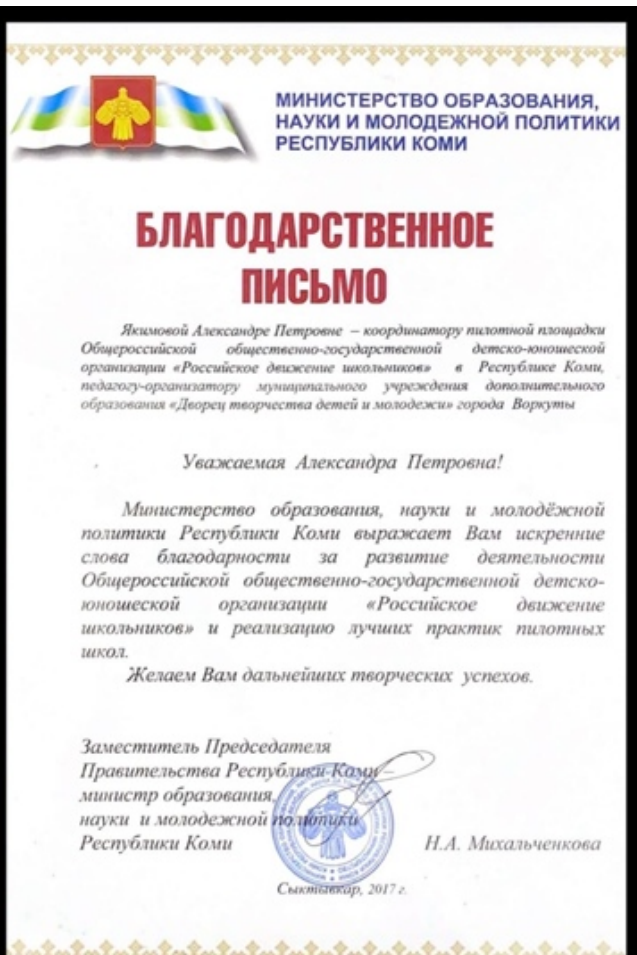 МИНИСТЕРСТВО ОБРАЗОВАНИЯ,
НАУКИ И МОЛОДЕЖНОЙ ПОЛИТИКИ
РЕСПУБЛИКИ КОМИ
БЛАГОДАРСТВЕННОЕ
ПИСЬМО
Якимовой Александре Петровне – координатору пилотной площадки
Общероссийской общественно-государственной детско-юношеской
организации «Российское движение школьников» в Республике Коми,
педагогу-организатору муниципального учреждения дополнительного
образования «Дворец творчества детей и молодежи» города Воркуты
Уважаемая Александра Петровна!
Министерство образования, науки и молодёжной
политики Республики Коми выражает Вам искренние
слова благодарности за развитие деятельности
Общероссийской общественно-государственной детско-
юношеской организации «Российское движение
школьников» и реализацию лучших практик пилотных
школ.
Желаем Вам дальнейших творческих успехов.
Заместитель Председателя
Правительства Республики Коми –
министр образования,
науки и молодежной политики
Республики Коми Н.А. Михальченкова
Сыктывкар, 2017 г.